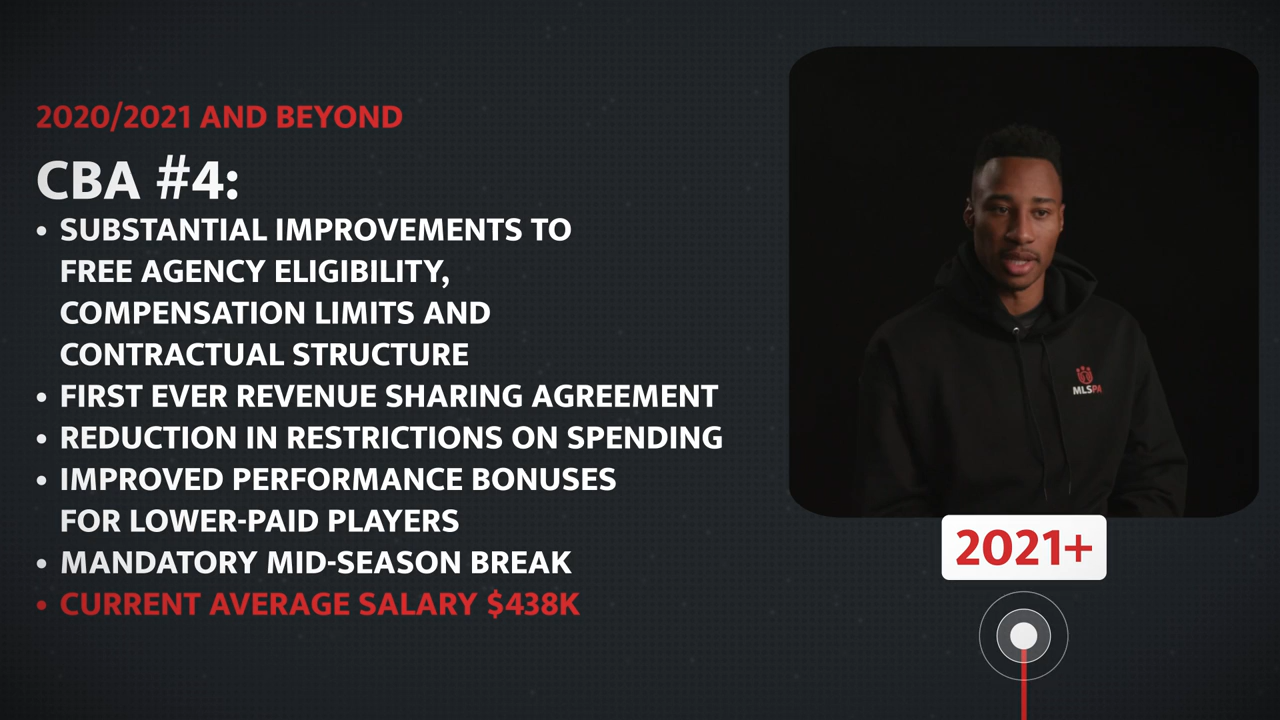 2020/2021 AND BEYOND
CBA #4:
• SUBSTANTIAL IMPROVEMENTS TO
FREE AGENCY ELIGIBILITY,
COMPENSATION LIMITS AND
CONTRACTUAL STRUCTURE
• FIRST EVER REVENUE SHARING AGREEMENT
• REDUCTION IN RESTRICTIONS ON SPENDING
• IMPROVED PERFORMANCE BONUSES
FOR LOWER-PAID PLAYERS
• MANDATORY MID-SEASON BREAK
• CURRENT AVERAGE SALARY $438K
MLSPA
2021+